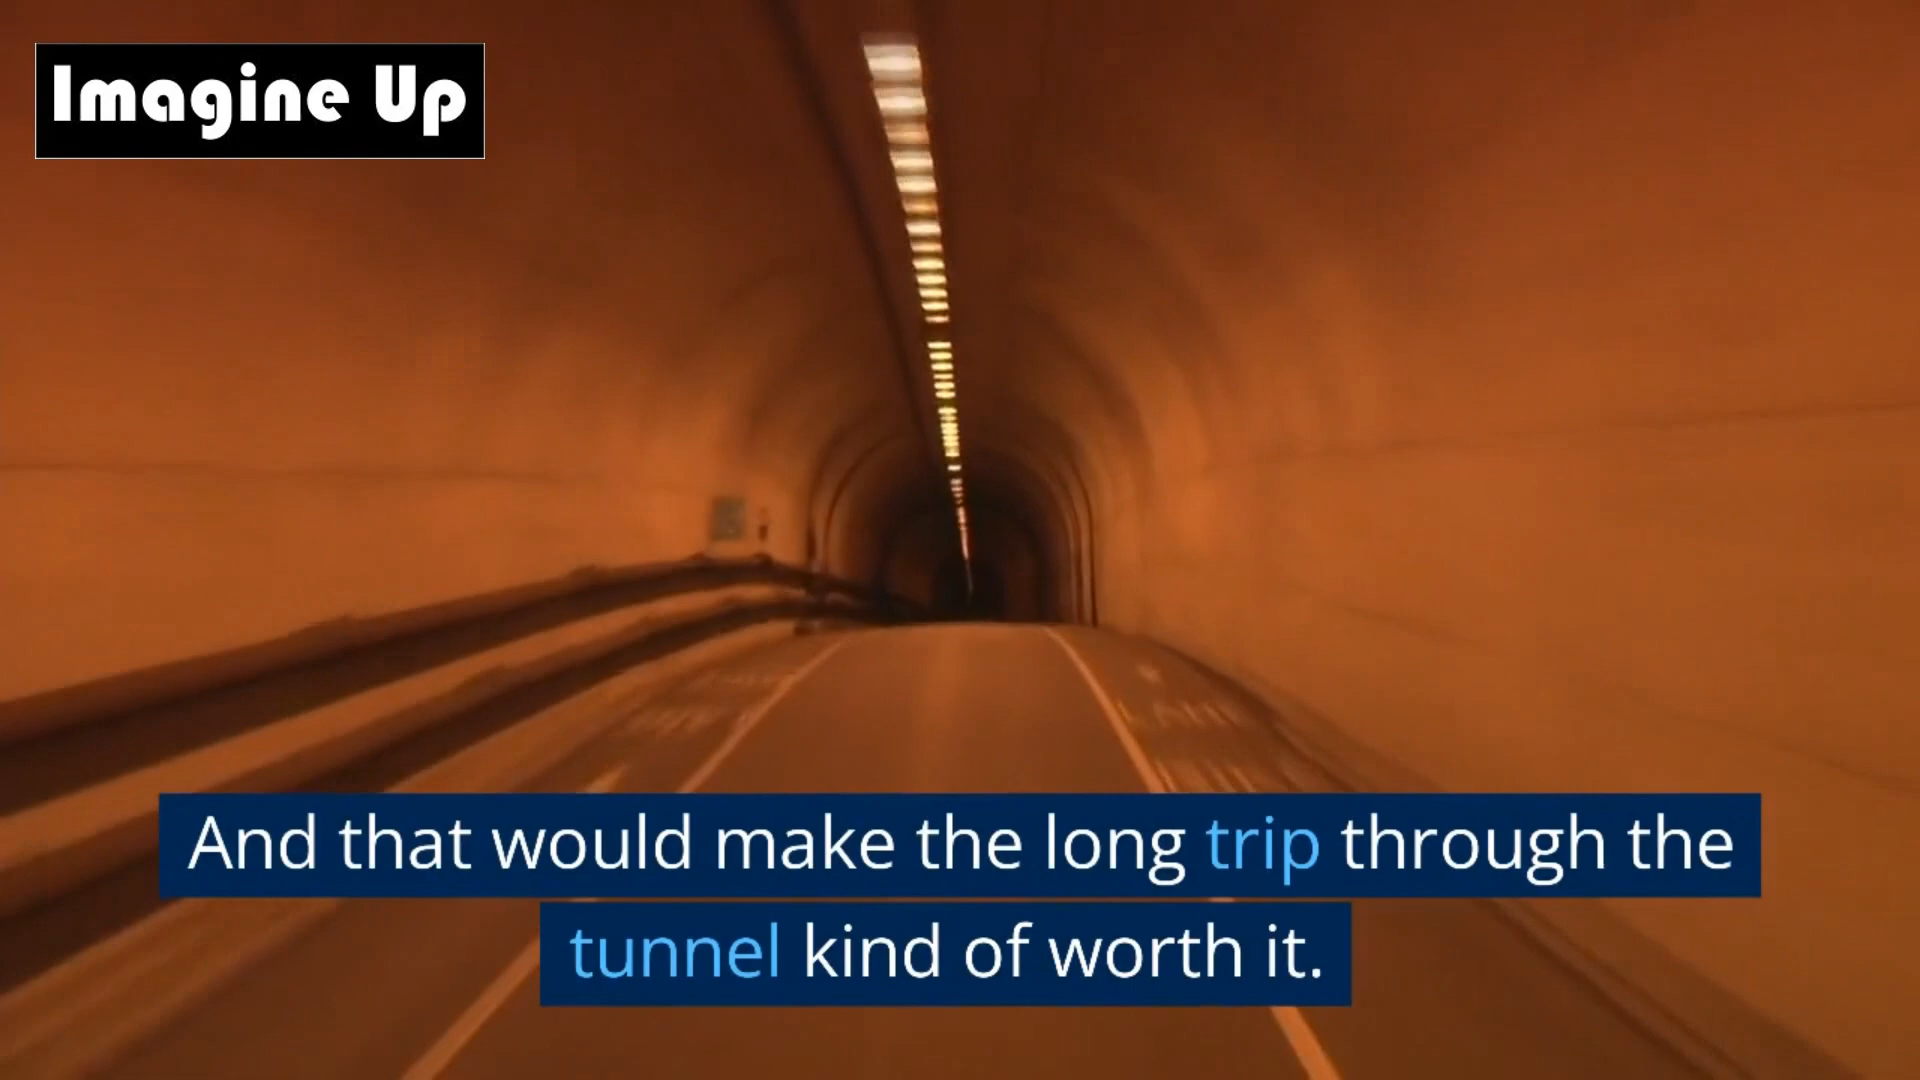 Imagine Up
And that would make the long trip through the
tunnel kind of worth it.